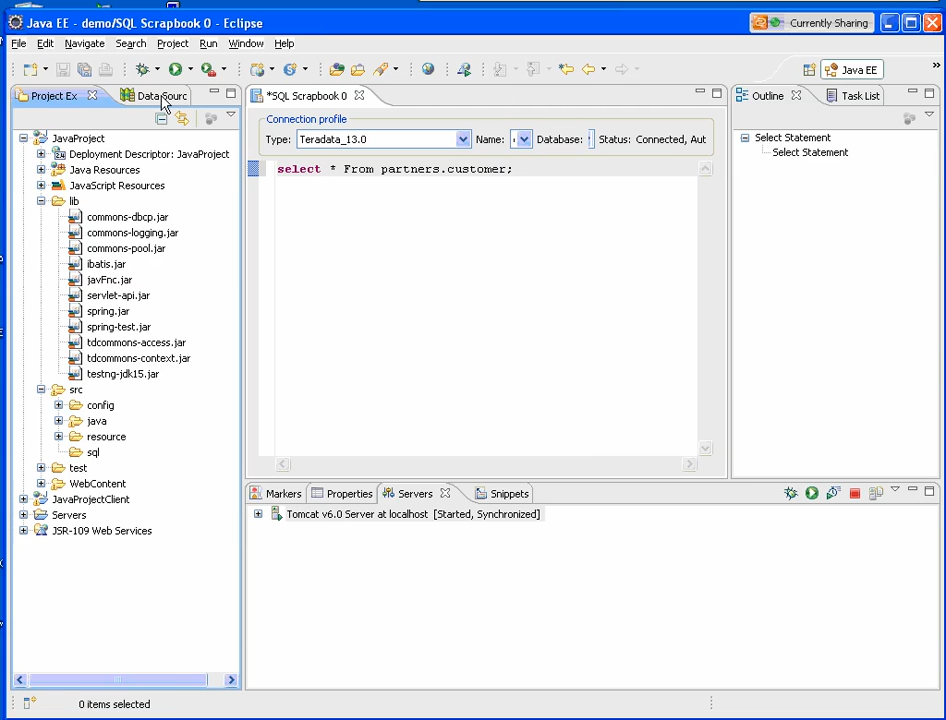 Java EE - demo/SQL Scrapbook 0 - Eclipse
Currently Sharing
File Edit Navigate Search Project Run Window Help
Java EE
Project Ex
Data Sourc
*SQL Scrapbook 0
Outline
Task List
Connection profile
Type: Teradata_13.0 Name: Database: Status: Connected, Aut
select * From partners.customer;
Select Statement
Select Statement
JavaProject
Deployment Descriptor: JavaProject
Java Resources
JavaScript Resources
lib
commons-dbcp.jar
commons-logging.jar
commons-pool.jar
ibatis.jar
javFnc.jar
servlet-api.jar
spring.jar
spring-test.jar
tdcommons-access.jar
tdcommons-context.jar
testng-jdk15.jar
src
config
java
resource
sql
test
WebContent
JavaProjectClient
Servers
JSR-109 Web Services
Markers
Properties
Servers
Snippets
Tomcat v6.0 Server at localhost [Started, Synchronized]
0 items selected